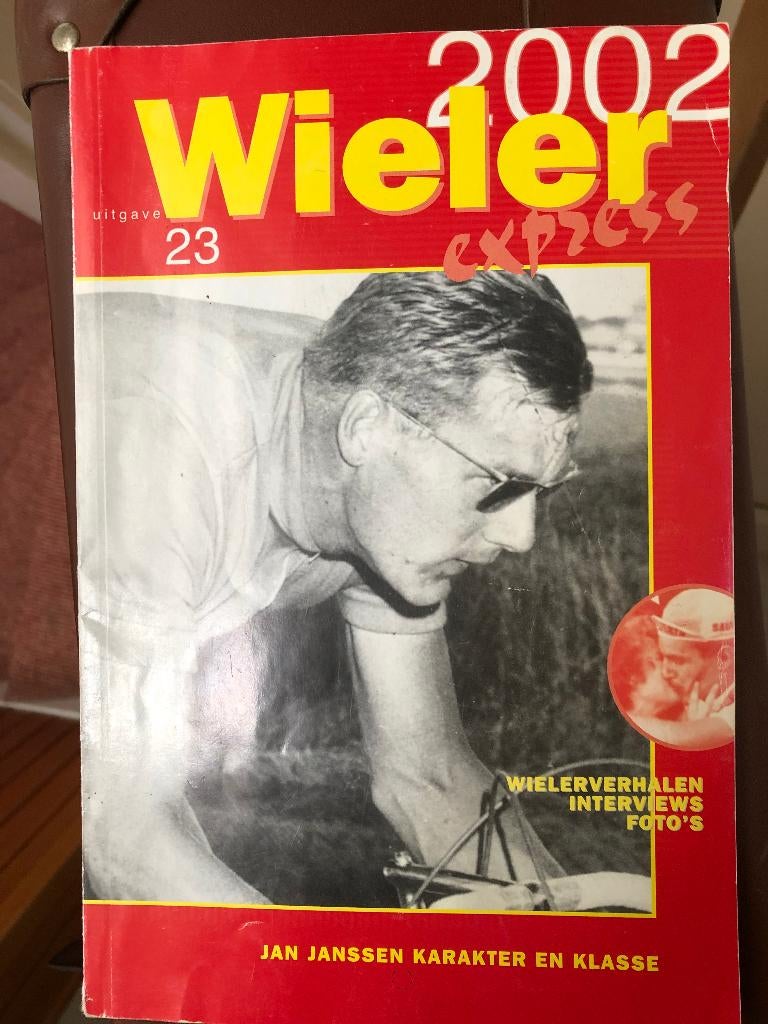 2002
Wieler
express
uitgave
23
WIELERVERHALEN
INTERVIEWS
FOTO'S
JAN JANSSEN KARAKTER EN KLASSE